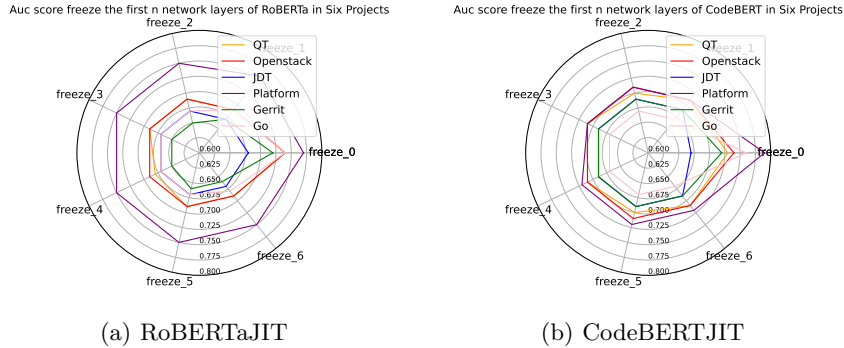 Auc score freeze the first n network layers of RoBERTa in Six Projects
freeze_2
freeze_1
QT
Openstack
JDT
Platform
Gerrit
Go
freeze_3
freeze_0
0.600
0.625
0.650
0.675
0.700
0.725
0.750
0.775
0.800
freeze_4
freeze_6
freeze_5
(a) RoBERTaJIT
Auc score freeze the first n network layers of CodeBERT in Six Projects
freeze_2
freeze_1
QT
Openstack
JDT
Platform
Gerrit
Go
freeze_3
freeze_0
0.600
0.625
0.650
0.675
0.700
0.725
0.750
0.775
0.800
freeze_4
freeze_6
freeze_5
(b) CodeBERTJIT